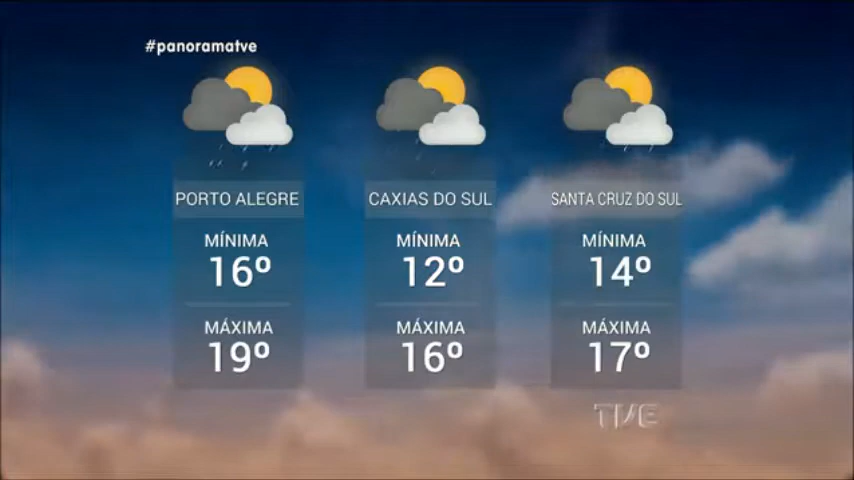 #panoramatve
PORTO ALEGRE
MÍNIMA
16º
MÁXIMA
19º
CAXIAS DO SUL
MÍNIMA
12º
MÁXIMA
16º
SANTA CRUZ DO SUL
MÍNIMA
14º
MÁXIMA
17º
TVE